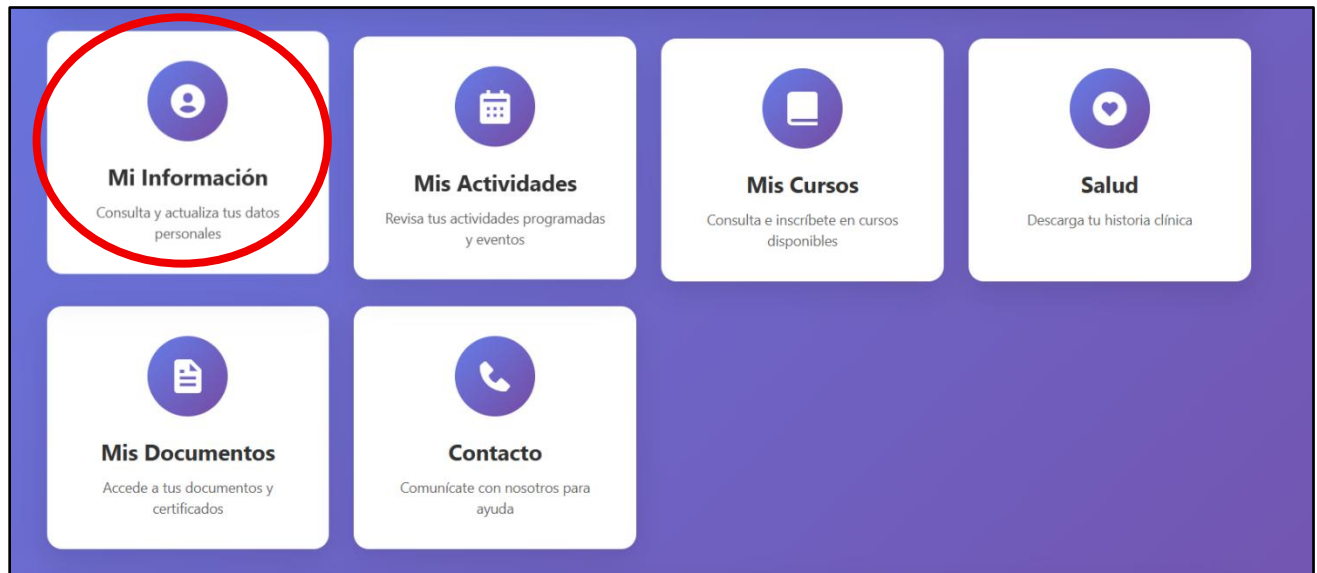 Mi Información
Consulta y actualiza tus datos
personales
Mis Actividades
Revisa tus actividades programadas
y eventos
Mis Cursos
Consulta e inscríbete en cursos
disponibles
Salud
Descarga tu historia clínica
Mis Documentos
Accede a tus documentos y
certificados
Contacto
Comunícate con nosotros para
ayuda